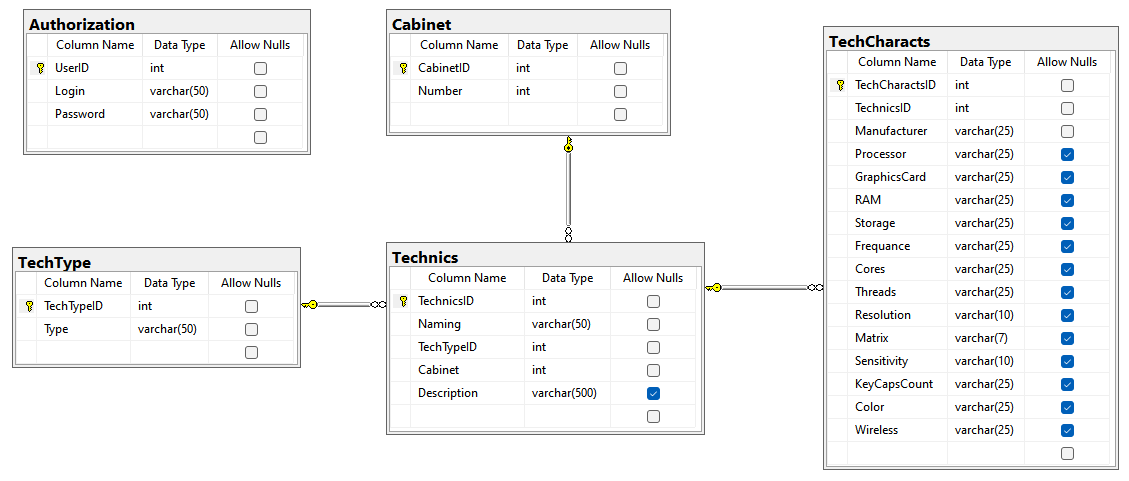 Authorization
Column Name Data Type Allow Nulls
UserID int
Login varchar(50)
Password varchar(50)
Cabinet
Column Name Data Type Allow Nulls
CabinetID int
Number int
TechCharacts
Column Name Data Type Allow Nulls
TechCharactsID int
TechnicsID int
Manufacturer varchar(25)
Processor varchar(25)
GraphicsCard varchar(25)
RAM varchar(25)
Storage varchar(25)
Frequance varchar(25)
Cores varchar(25)
Threads varchar(25)
Resolution varchar(10)
Matrix varchar(7)
Sensitivity varchar(10)
KeyCapsCount varchar(25)
Color varchar(25)
Wireless varchar(25)
TechType
Column Name Data Type Allow Nulls
TechTypeID int
Type varchar(50)
Technics
Column Name Data Type Allow Nulls
TechnicsID int
Naming varchar(50)
TechTypeID int
Cabinet int
Description varchar(500)